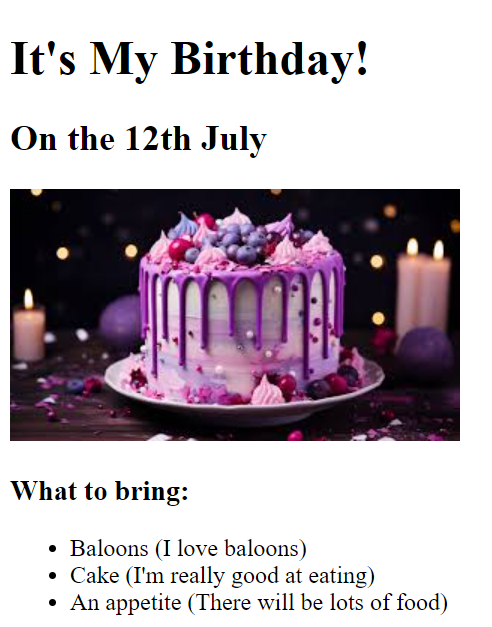 It's My Birthday!
On the 12th July
What to bring:
• Baloons (I love baloons)
• Cake (I'm really good at eating)
• An appetite (There will be lots of food)